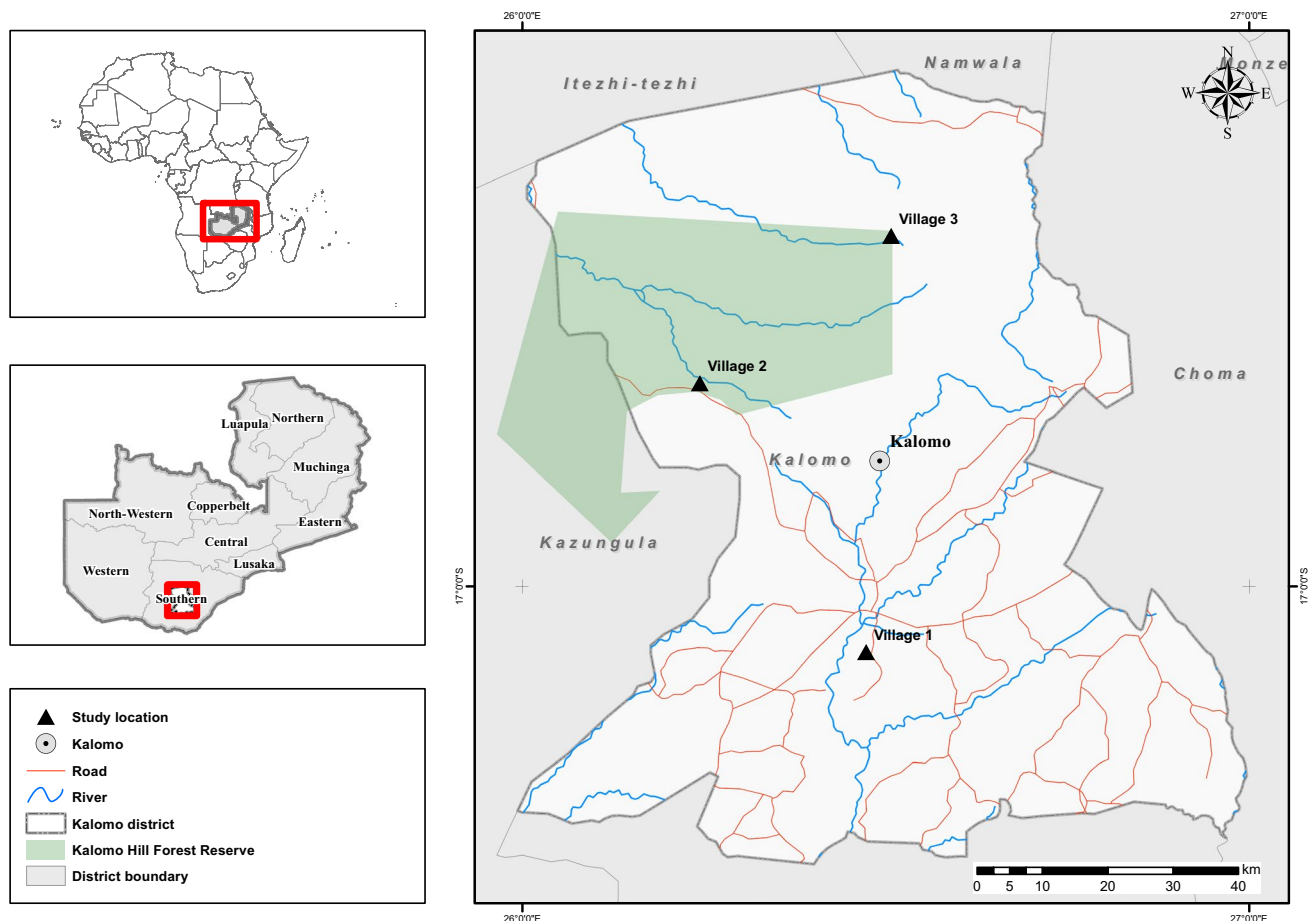 26°0'0"E
27°0'0"E
Itezhi-tezhi
Namwala
Monze
N
W
E
S
Village 3
Village 2
Choma
Kalomo
Kalomo
Kazungula
17°0'0"S
17°0'0"S
Village 1
km
0 5 10 20 30 40
26°0'0"E
27°0'0"E
Luapula
Northern
Muchinga
Copperbelt
North-Western
Eastern
Central
Lusaka
Western
Southern
Study location
Kalomo
Road
River
Kalomo district
Kalomo Hill Forest Reserve
District boundary